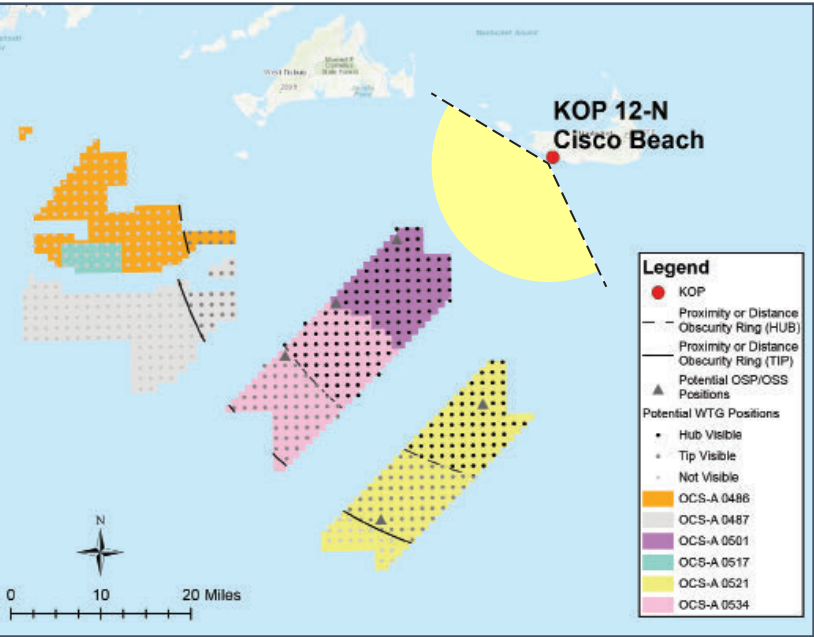 KOP 12-N
Cisco Beach
Legend
KOP
Proximity or Distance
Obscurity Ring (HUB)
Proximity or Distance
Obscurity Ring (TIP)
Potential OSP/OSS
Positions
Potential WTG Positions
Hub Visible
Tip Visible
Not Visible
OCS-A 0486
OCS-A 0487
OCS-A 0501
OCS-A 0517
OCS-A 0521
OCS-A 0534
N
0 10 20 Miles